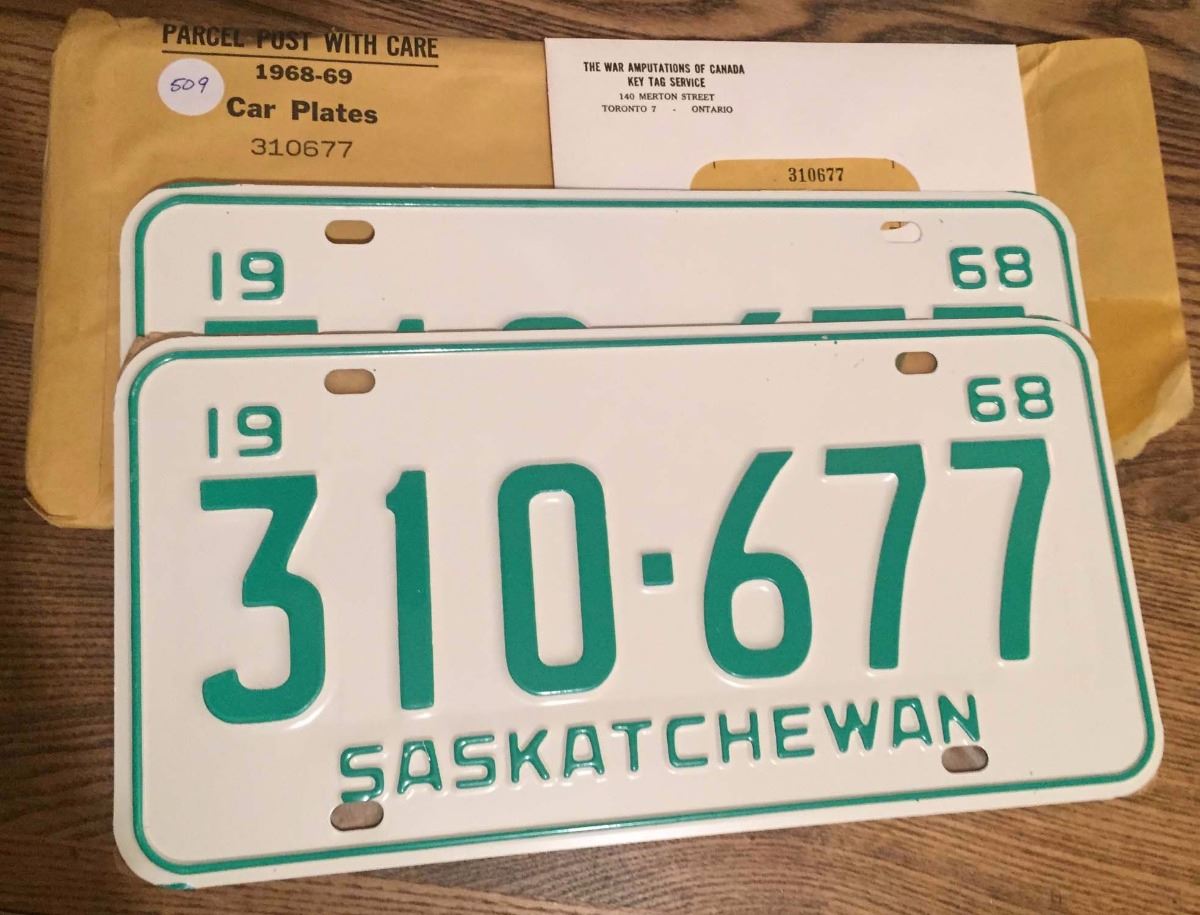 PARCEL POST WITH CARE
1968-69
Car Plates
310677
509
THE WAR AMPUTATIONS OF CANADA
KEY TAG SERVICE
140 MERTON STREET
TORONTO 7 - ONTARIO
310677
19 68
19 68
310-677
SASKATCHEWAN